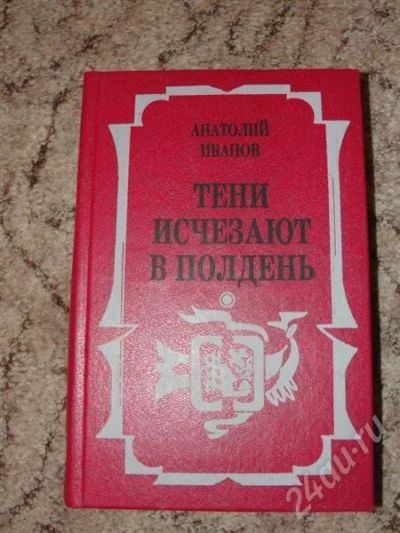 АНАТОЛИЙ
ИВАНОВ
ТЕНИ
ИСЧЕЗАЮТ
В ПОЛДЕНЬ
24au.ru